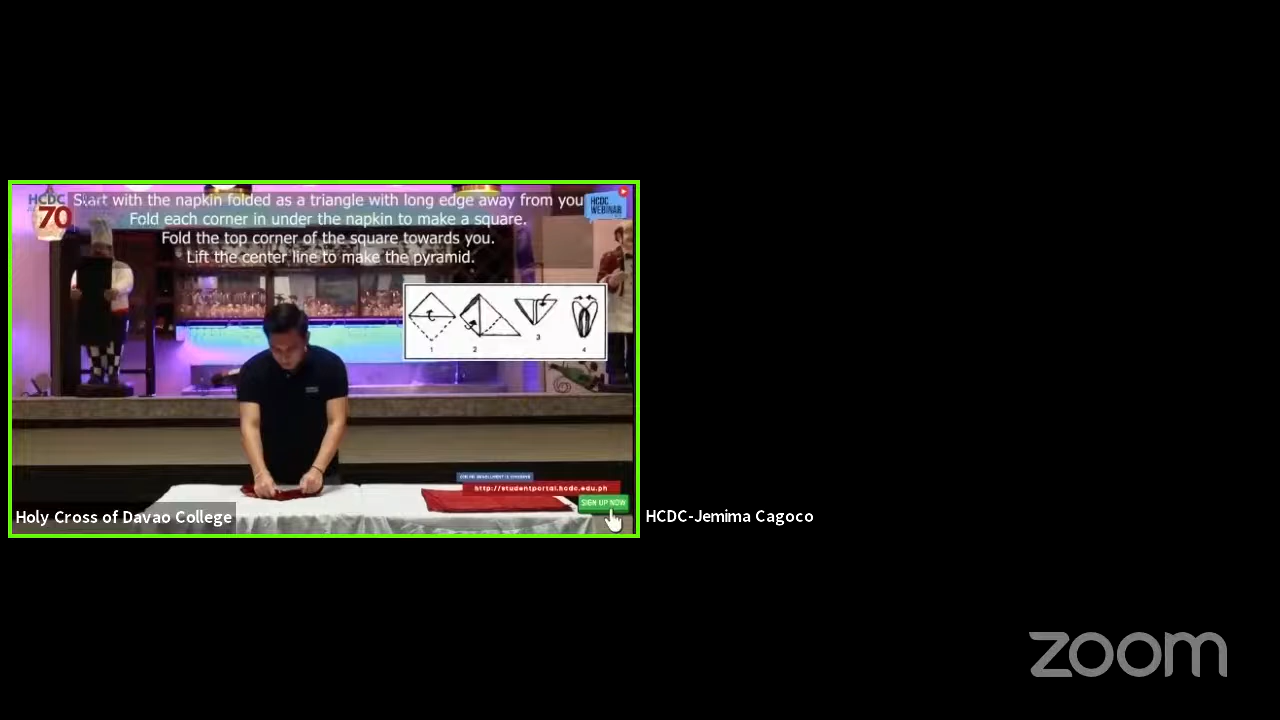 Start with the napkin folded as a triangle with long edge away from you
Fold each corner in under the napkin to make a square.
Fold the top corner of the square towards you.
Lift the center line to make the pyramid.
HCDC
70
HCDC
WEBINAR
1
2
3
4
http://studentportal.hcdc.edu.ph
SIGN UP NOW
Holy Cross of Davao College
HCDC-Jemima Cagoco
zoom